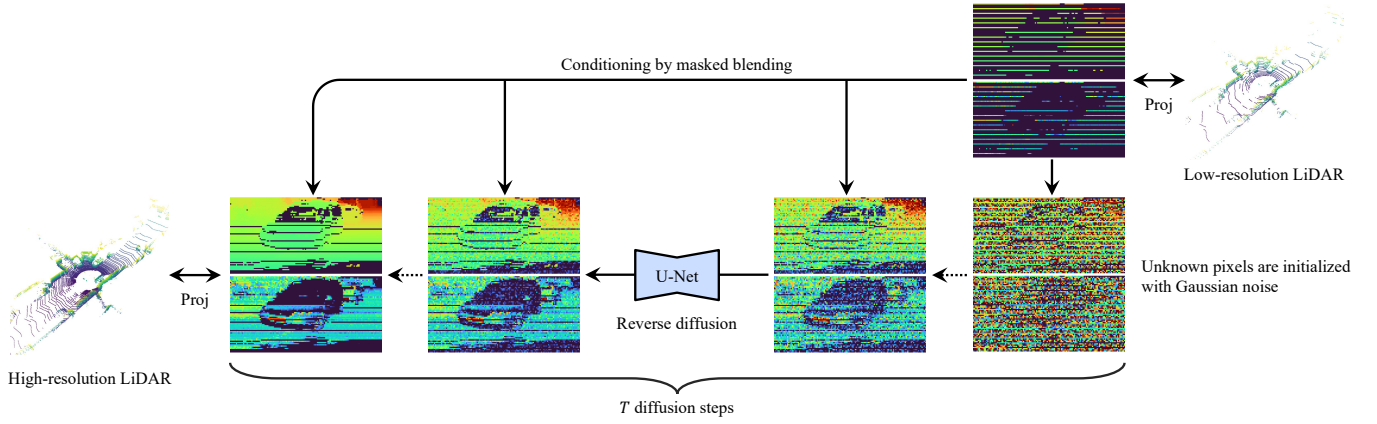 Conditioning by masked blending
Proj
Low-resolution LiDAR
U-Net
Unknown pixels are initialized
with Gaussian noise
Proj
Reverse diffusion
High-resolution LiDAR
T diffusion steps